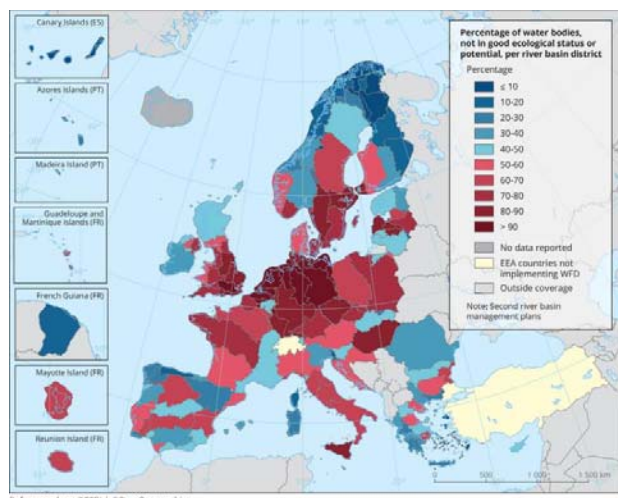 Canary Islands (ES)
Azores Islands (PT)
Madeira Island (PT)
Guadeloupe and
Martinique islands (FR)
French Guiana (FR)
Mayotte Island (FR)
Reunion Island (FR)
Percentage of water bodies,
not in good ecological status or
potential, per river basin district
Percentage
≤ 10
10-20
20-30
30-40
40-50
50-60
60-70
70-80
80-90
> 90
No data reported
EEA countries not
implementing WFD
Outside coverage
Note: Second river basin
management plans
0 500 1 000 1 500 km